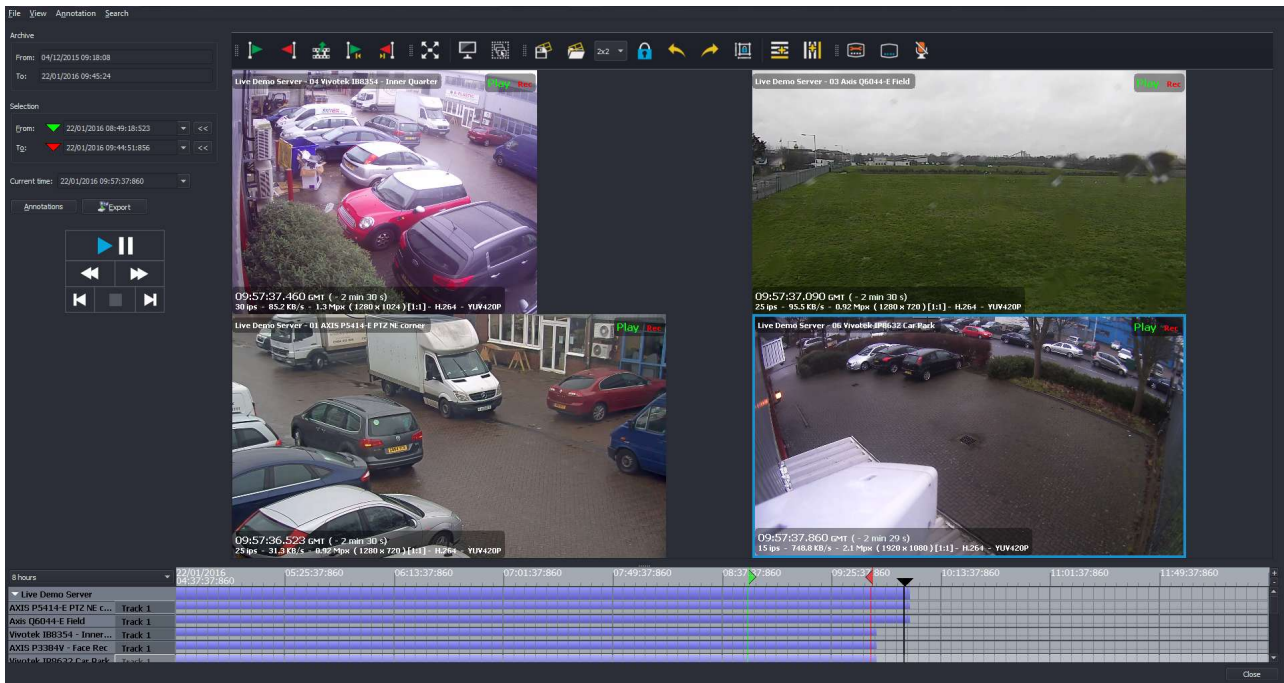 File View Annotation Search
Archive
From: 04/12/2015 09:18:08
To: 22/01/2016 09:45:24
Selection
From: 22/01/2016 08:49:18:523 <<
To: 22/01/2016 09:44:51:856 <<
Current time: 22/01/2016 09:57:37:860
Annotations Export
2x2
Live Demo Server - 04 Vivotek IB8354 - Inner Quarter Play Rec
09:57:37.460 GMT ( - 2 min 30 s)
30 ips - 85.2 KB/s - 1.3 Mpx ( 1280 x 1024 )[1:1] - H.264 - YUV420P
Live Demo Server - 03 Axis Q6044-E Field Play Rec
09:57:37.090 GMT ( - 2 min 30 s)
25 ips - 95.5 KB/s - 0.92 Mpx ( 1280 x 720 )[1:1] - H.264 - YUV420P
Live Demo Server - 01 AXIS P5414-E PTZ NE corner Play Rec
09:57:36.523 GMT ( - 2 min 30 s)
25 ips - 31.3 KB/s - 0.92 Mpx ( 1280 x 720 )[1:1] - H.264 - YUV420P
Live Demo Server - 06 Vivotek IP8632 Car Park Play Rec
09:57:37.860 GMT ( - 2 min 29 s)
15 ips - 748.8 KB/s - 2.1 Mpx ( 1920 x 1080 )[1:1] - H.264 - YUV420P
8 hours
22/01/2016
04:37:37:860 05:25:37:860 06:13:37:860 07:01:37:860 07:49:37:860 08:37:37:860 09:25:37:860 10:13:37:860 11:01:37:860 11:49:37:860
Live Demo Server
AXIS P5414-E PTZ NE c... Track 1
Axis Q6044-E Field Track 1
Vivotek IB8354 - Inner... Track 1
AXIS P3384V - Face Rec Track 1
Vivotek IP8632 Car Park Track 1
Close